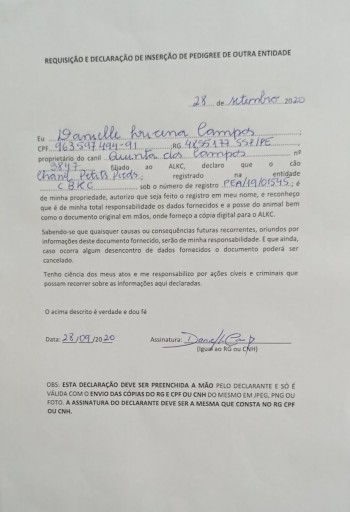 REQUISIÇÃO E DECLARAÇÃO DE INSERÇÃO DE PEDIGREE DE OUTRA ENTIDADE
28 de setembro 2020
Eu Danielle Luciana Campos,
CPF 963597494-91, RG 4855177 SSP/PE,
proprietário do canil Quinta dos Campos nº
9847 filiado ao ALKC, declaro que o cão
Chanil Petits Pieds, registrado na entidade
CBKC sob o número de registro PEA/19/01545, é
de minha propriedade, autorizo que seja feito o registro em meu nome, e reconheço
que é de minha total responsabilidade os dados fornecidos e a posse do animal bem
como o documento original em mãos, onde forneço a cópia digital para o ALKC.
Sabendo-se que quaisquer causas ou consequências futuras recorrentes, oriundos por
informações deste documento fornecido, serão de minha responsabilidade. E que ainda,
caso ocorra algum desencontro de dados fornecidos o documento poderá ser
cancelado.
Tenho ciência dos meus atos e me responsabilizo por ações cíveis e criminais que
possam recorrer sobre as informações aqui declaradas.
O acima descrito é verdade e dou fé
Data: 28/09/2020 Assinatura:
(Igual ao RG ou CNH)
OBS: ESTA DECLARAÇÃO DEVE SER PREENCHIDA A MÃO PELO DECLARANTE E SÓ É
VÁLIDA COM O ENVIO DAS CÓPIAS DO RG E CPF OU CNH DO MESMO EM JPEG, PNG OU
FOTO. A ASSINATURA DO DECLARANTE DEVE SER A MESMA QUE CONSTA NO RG CPF
OU CNH.